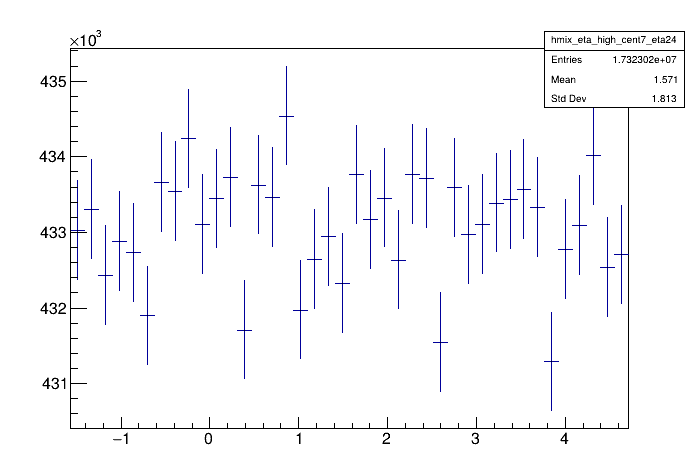 ×10³
hmix_eta_high_cent7_eta24
Entries 1.732302e+07
Mean 1.571
Std Dev 1.813
435
434
433
432
431
−1 0 1 2 3 4